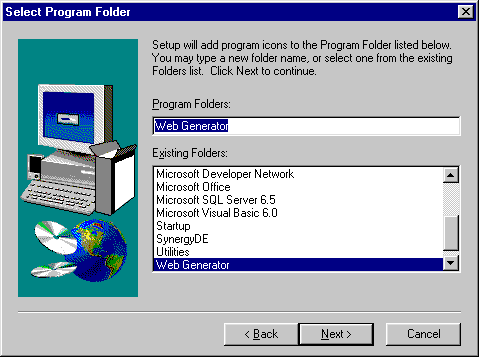 Select Program Folder
Setup will add program icons to the Program Folder listed below.
You may type a new folder name, or select one from the existing
Folders list.  Click Next to continue.
Program Folders:
Web Generator
Existing Folders:
Microsoft Developer Network
Microsoft Office
Microsoft SQL Server 6.5
Microsoft Visual Basic 6.0
Startup
SynergyDE
Utilities
Web Generator
< Back
Next >
Cancel